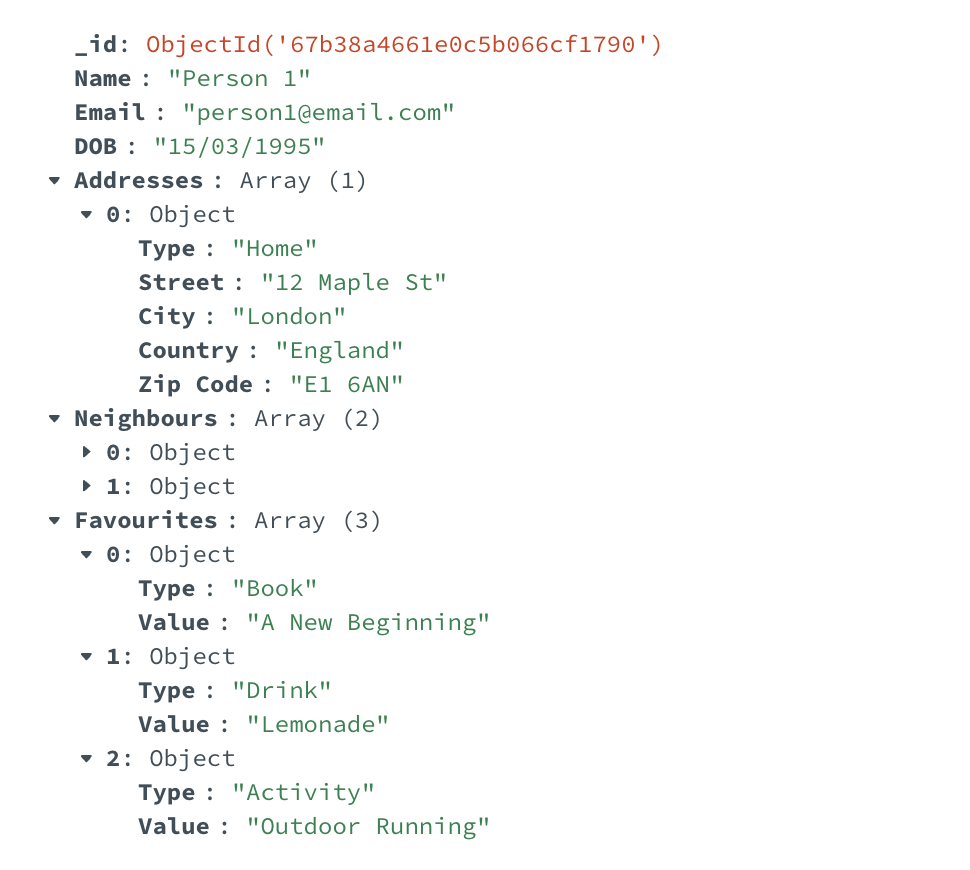 _id: ObjectId('67b38a4661e0c5b066cf1790')
Name : "Person 1"
Email : "person1@email.com"
DOB : "15/03/1995"
Addresses : Array (1)
0: Object
Type : "Home"
Street : "12 Maple St"
City : "London"
Country : "England"
Zip Code : "E1 6AN"
Neighbours : Array (2)
0: Object
1: Object
Favourites : Array (3)
0: Object
Type : "Book"
Value : "A New Beginning"
1: Object
Type : "Drink"
Value : "Lemonade"
2: Object
Type : "Activity"
Value : "Outdoor Running"